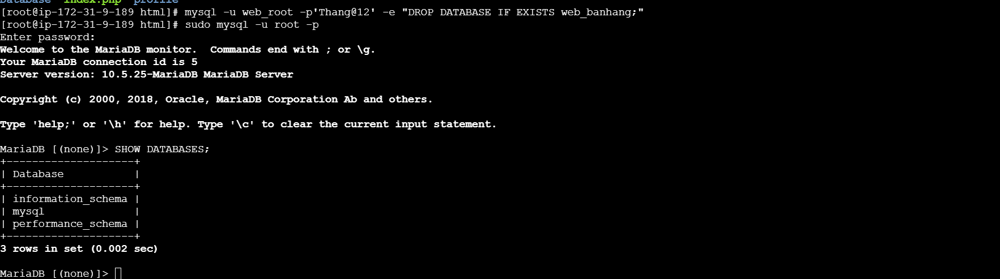 Database index.php profile
[root@ip-172-31-9-189 html]# mysql -u web_root -p'Thang@12' -e "DROP DATABASE IF EXISTS web_banhang;"
[root@ip-172-31-9-189 html]# sudo mysql -u root -p
Enter password:
Welcome to the MariaDB monitor.  Commands end with ; or \g.
Your MariaDB connection id is 5
Server version: 10.5.25-MariaDB MariaDB Server
Copyright (c) 2000, 2018, Oracle, MariaDB Corporation Ab and others.
Type 'help;' or '\h' for help. Type '\c' to clear the current input statement.
MariaDB [(none)]> SHOW DATABASES;
+--------------------+
| Database           |
+--------------------+
| information_schema |
| mysql              |
| performance_schema |
+--------------------+
3 rows in set (0.002 sec)
MariaDB [(none)]>